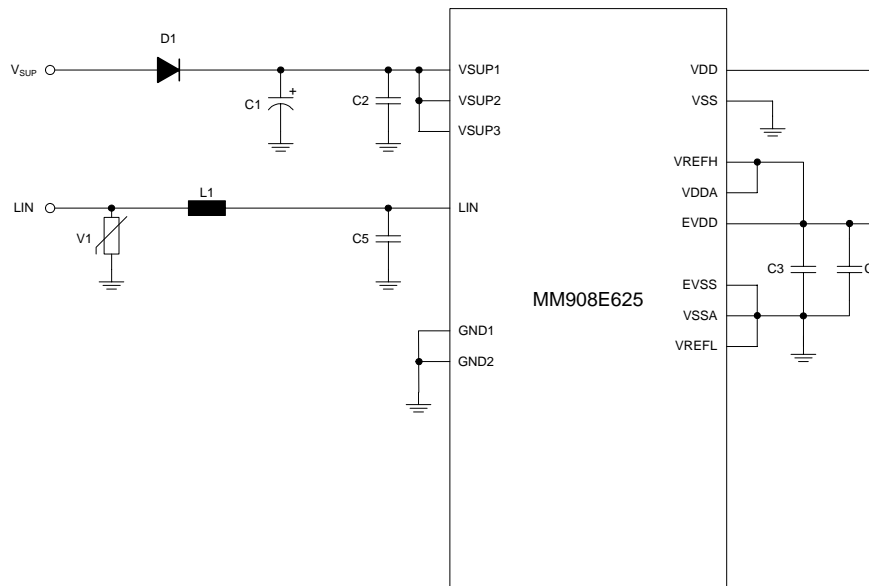 D1
VSUP
C1
+
C2
VSUP1
VSUP2
VSUP3
LIN
L1
V1
C5
LIN
GND1
GND2
MM908E625
VDD
VSS
VREFH
VDDA
EVDD
EVSS
VSSA
VREFL
C3